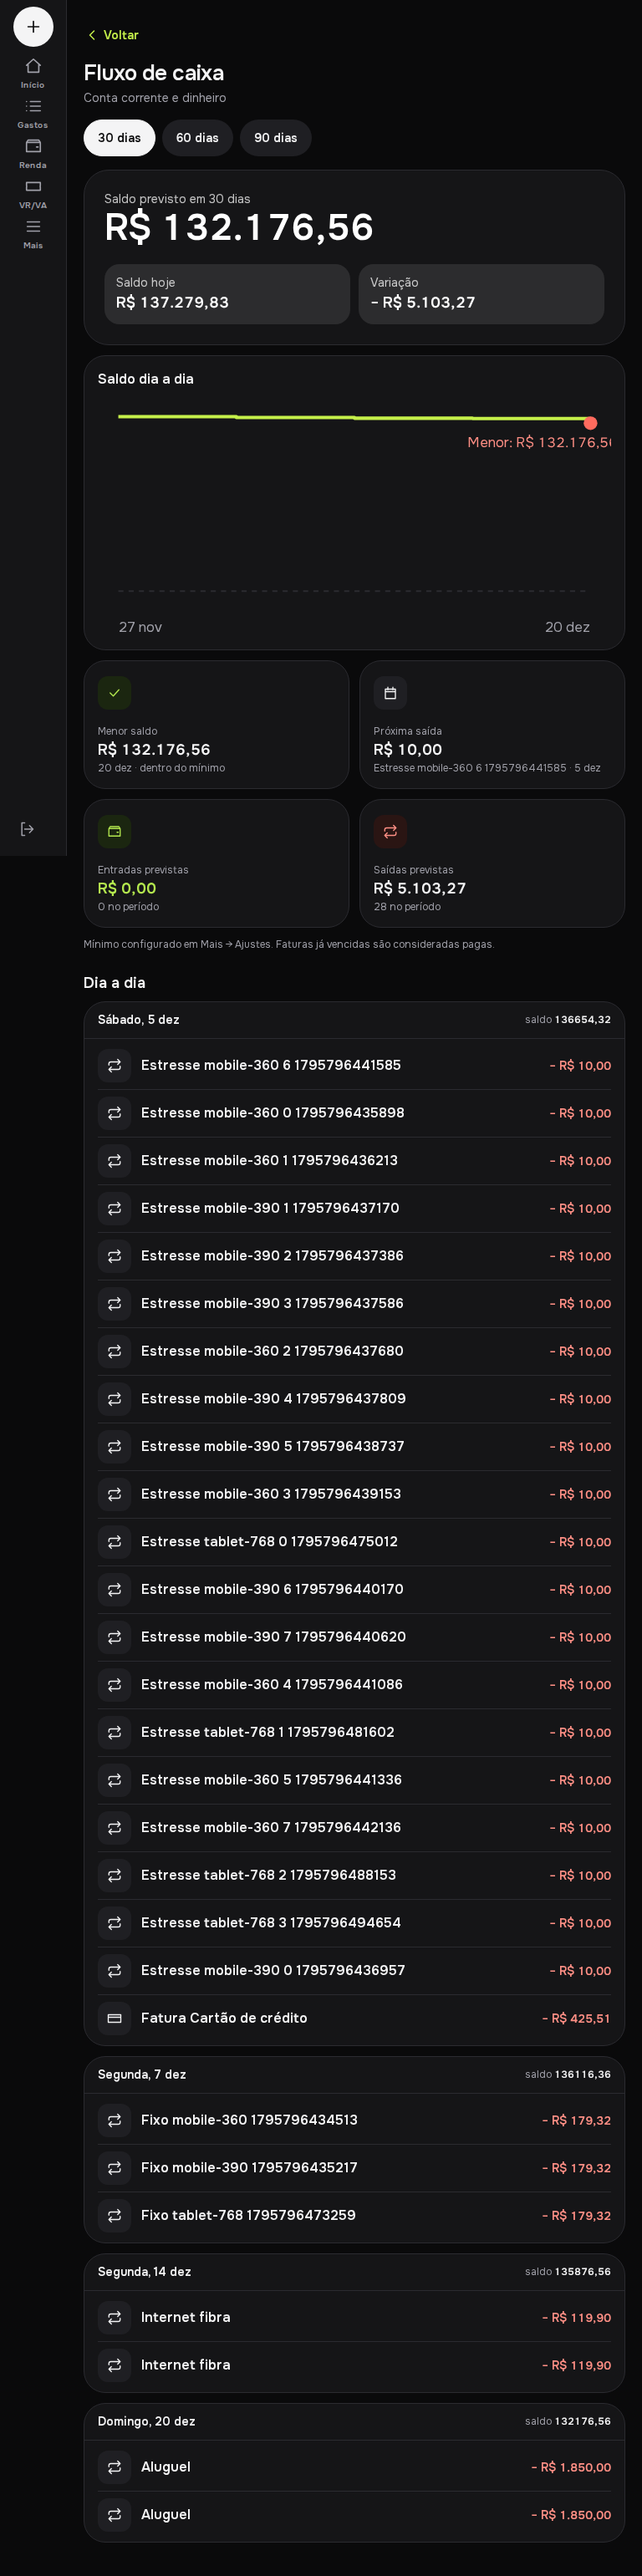 Início
Gastos
Renda
VR/VA
Mais
Voltar
Fluxo de caixa
Conta corrente e dinheiro
30 dias
60 dias
90 dias
Saldo previsto em 30 dias
R$ 132.176,56
Saldo hoje
R$ 137.279,83
Variação
− R$ 5.103,27
Saldo dia a dia
Menor: R$ 132.176,56
27 nov
20 dez
Menor saldo
R$ 132.176,56
20 dez · dentro do mínimo
Próxima saída
R$ 10,00
Estresse mobile-360 6 1795796441585 · 5 dez
Entradas previstas
R$ 0,00
0 no período
Saídas previstas
R$ 5.103,27
28 no período
Mínimo configurado em Mais → Ajustes. Faturas já vencidas são consideradas pagas.
Dia a dia
Sábado, 5 dez saldo 136654,32
Estresse mobile-360 6 1795796441585 − R$ 10,00
Estresse mobile-360 0 1795796435898 − R$ 10,00
Estresse mobile-360 1 1795796436213 − R$ 10,00
Estresse mobile-390 1 1795796437170 − R$ 10,00
Estresse mobile-390 2 1795796437386 − R$ 10,00
Estresse mobile-390 3 1795796437586 − R$ 10,00
Estresse mobile-360 2 1795796437680 − R$ 10,00
Estresse mobile-390 4 1795796437809 − R$ 10,00
Estresse mobile-390 5 1795796438737 − R$ 10,00
Estresse mobile-360 3 1795796439153 − R$ 10,00
Estresse tablet-768 0 1795796475012 − R$ 10,00
Estresse mobile-390 6 1795796440170 − R$ 10,00
Estresse mobile-390 7 1795796440620 − R$ 10,00
Estresse mobile-360 4 1795796441086 − R$ 10,00
Estresse tablet-768 1 1795796481602 − R$ 10,00
Estresse mobile-360 5 1795796441336 − R$ 10,00
Estresse mobile-360 7 1795796442136 − R$ 10,00
Estresse tablet-768 2 1795796488153 − R$ 10,00
Estresse tablet-768 3 1795796494654 − R$ 10,00
Estresse mobile-390 0 1795796436957 − R$ 10,00
Fatura Cartão de crédito − R$ 425,51
Segunda, 7 dez saldo 136116,36
Fixo mobile-360 1795796434513 − R$ 179,32
Fixo mobile-390 1795796435217 − R$ 179,32
Fixo tablet-768 1795796473259 − R$ 179,32
Segunda, 14 dez saldo 135876,56
Internet fibra − R$ 119,90
Internet fibra − R$ 119,90
Domingo, 20 dez saldo 132176,56
Aluguel − R$ 1.850,00
Aluguel − R$ 1.850,00